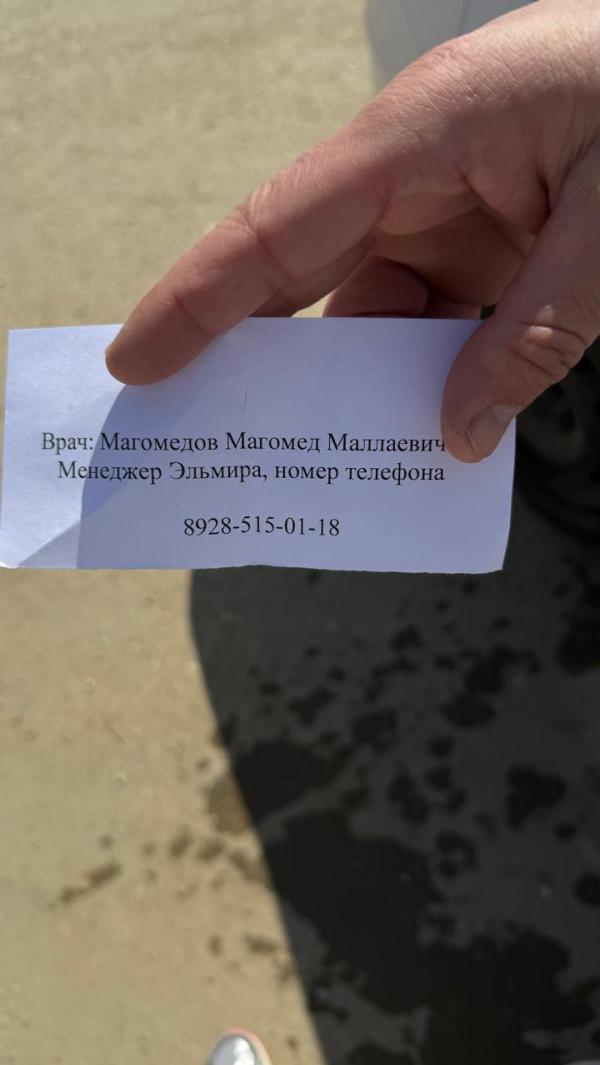 Врач: Магомедов Магомед Маллаевич
Менеджер Эльмира, номер телефона
8928-515-01-18